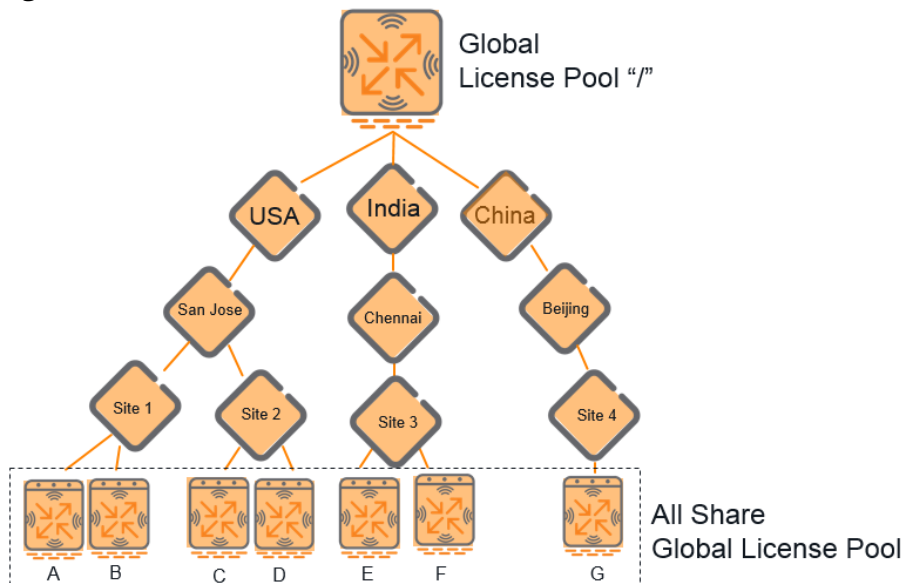 Global
License Pool “/”
USA
India
China
San Jose
Chennai
Beijing
Site 1
Site 2
Site 3
Site 4
All Share
Global License Pool
A
B
C
D
E
F
G